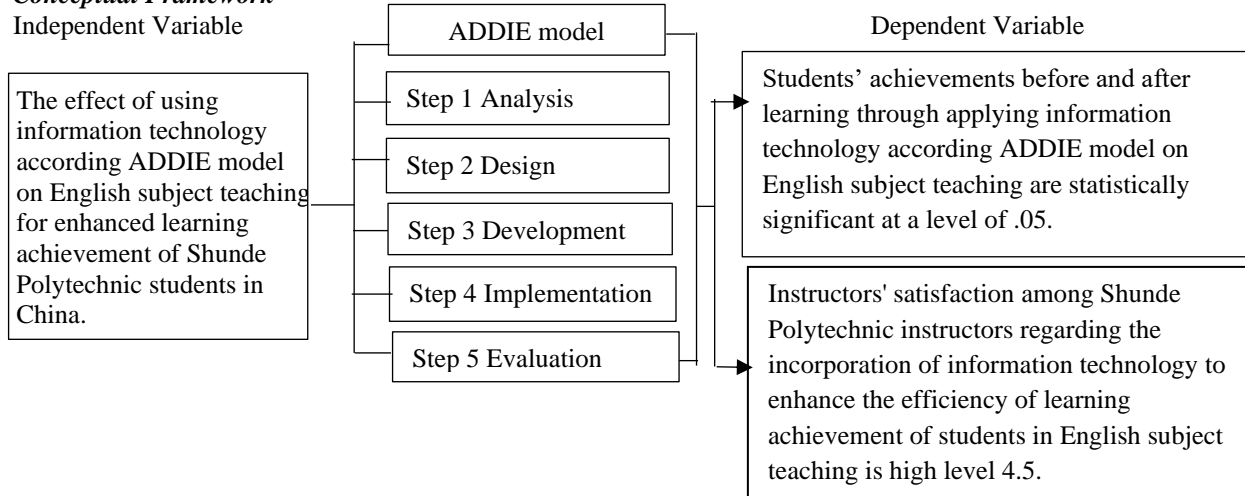 Conceptual Framework
Independent Variable
The effect of using
information technology
according ADDIE model
on English subject teaching
for enhanced learning
achievement of Shunde
Polytechnic students in
China.
ADDIE model
Step 1 Analysis
Step 2 Design
Step 3 Development
Step 4 Implementation
Step 5 Evaluation
Dependent Variable
Students’ achievements before and after
learning through applying information
technology according ADDIE model on
English subject teaching are statistically
significant at a level of .05.
Instructors' satisfaction among Shunde
Polytechnic instructors regarding the
incorporation of information technology to
enhance the efficiency of learning
achievement of students in English subject
teaching is high level 4.5.